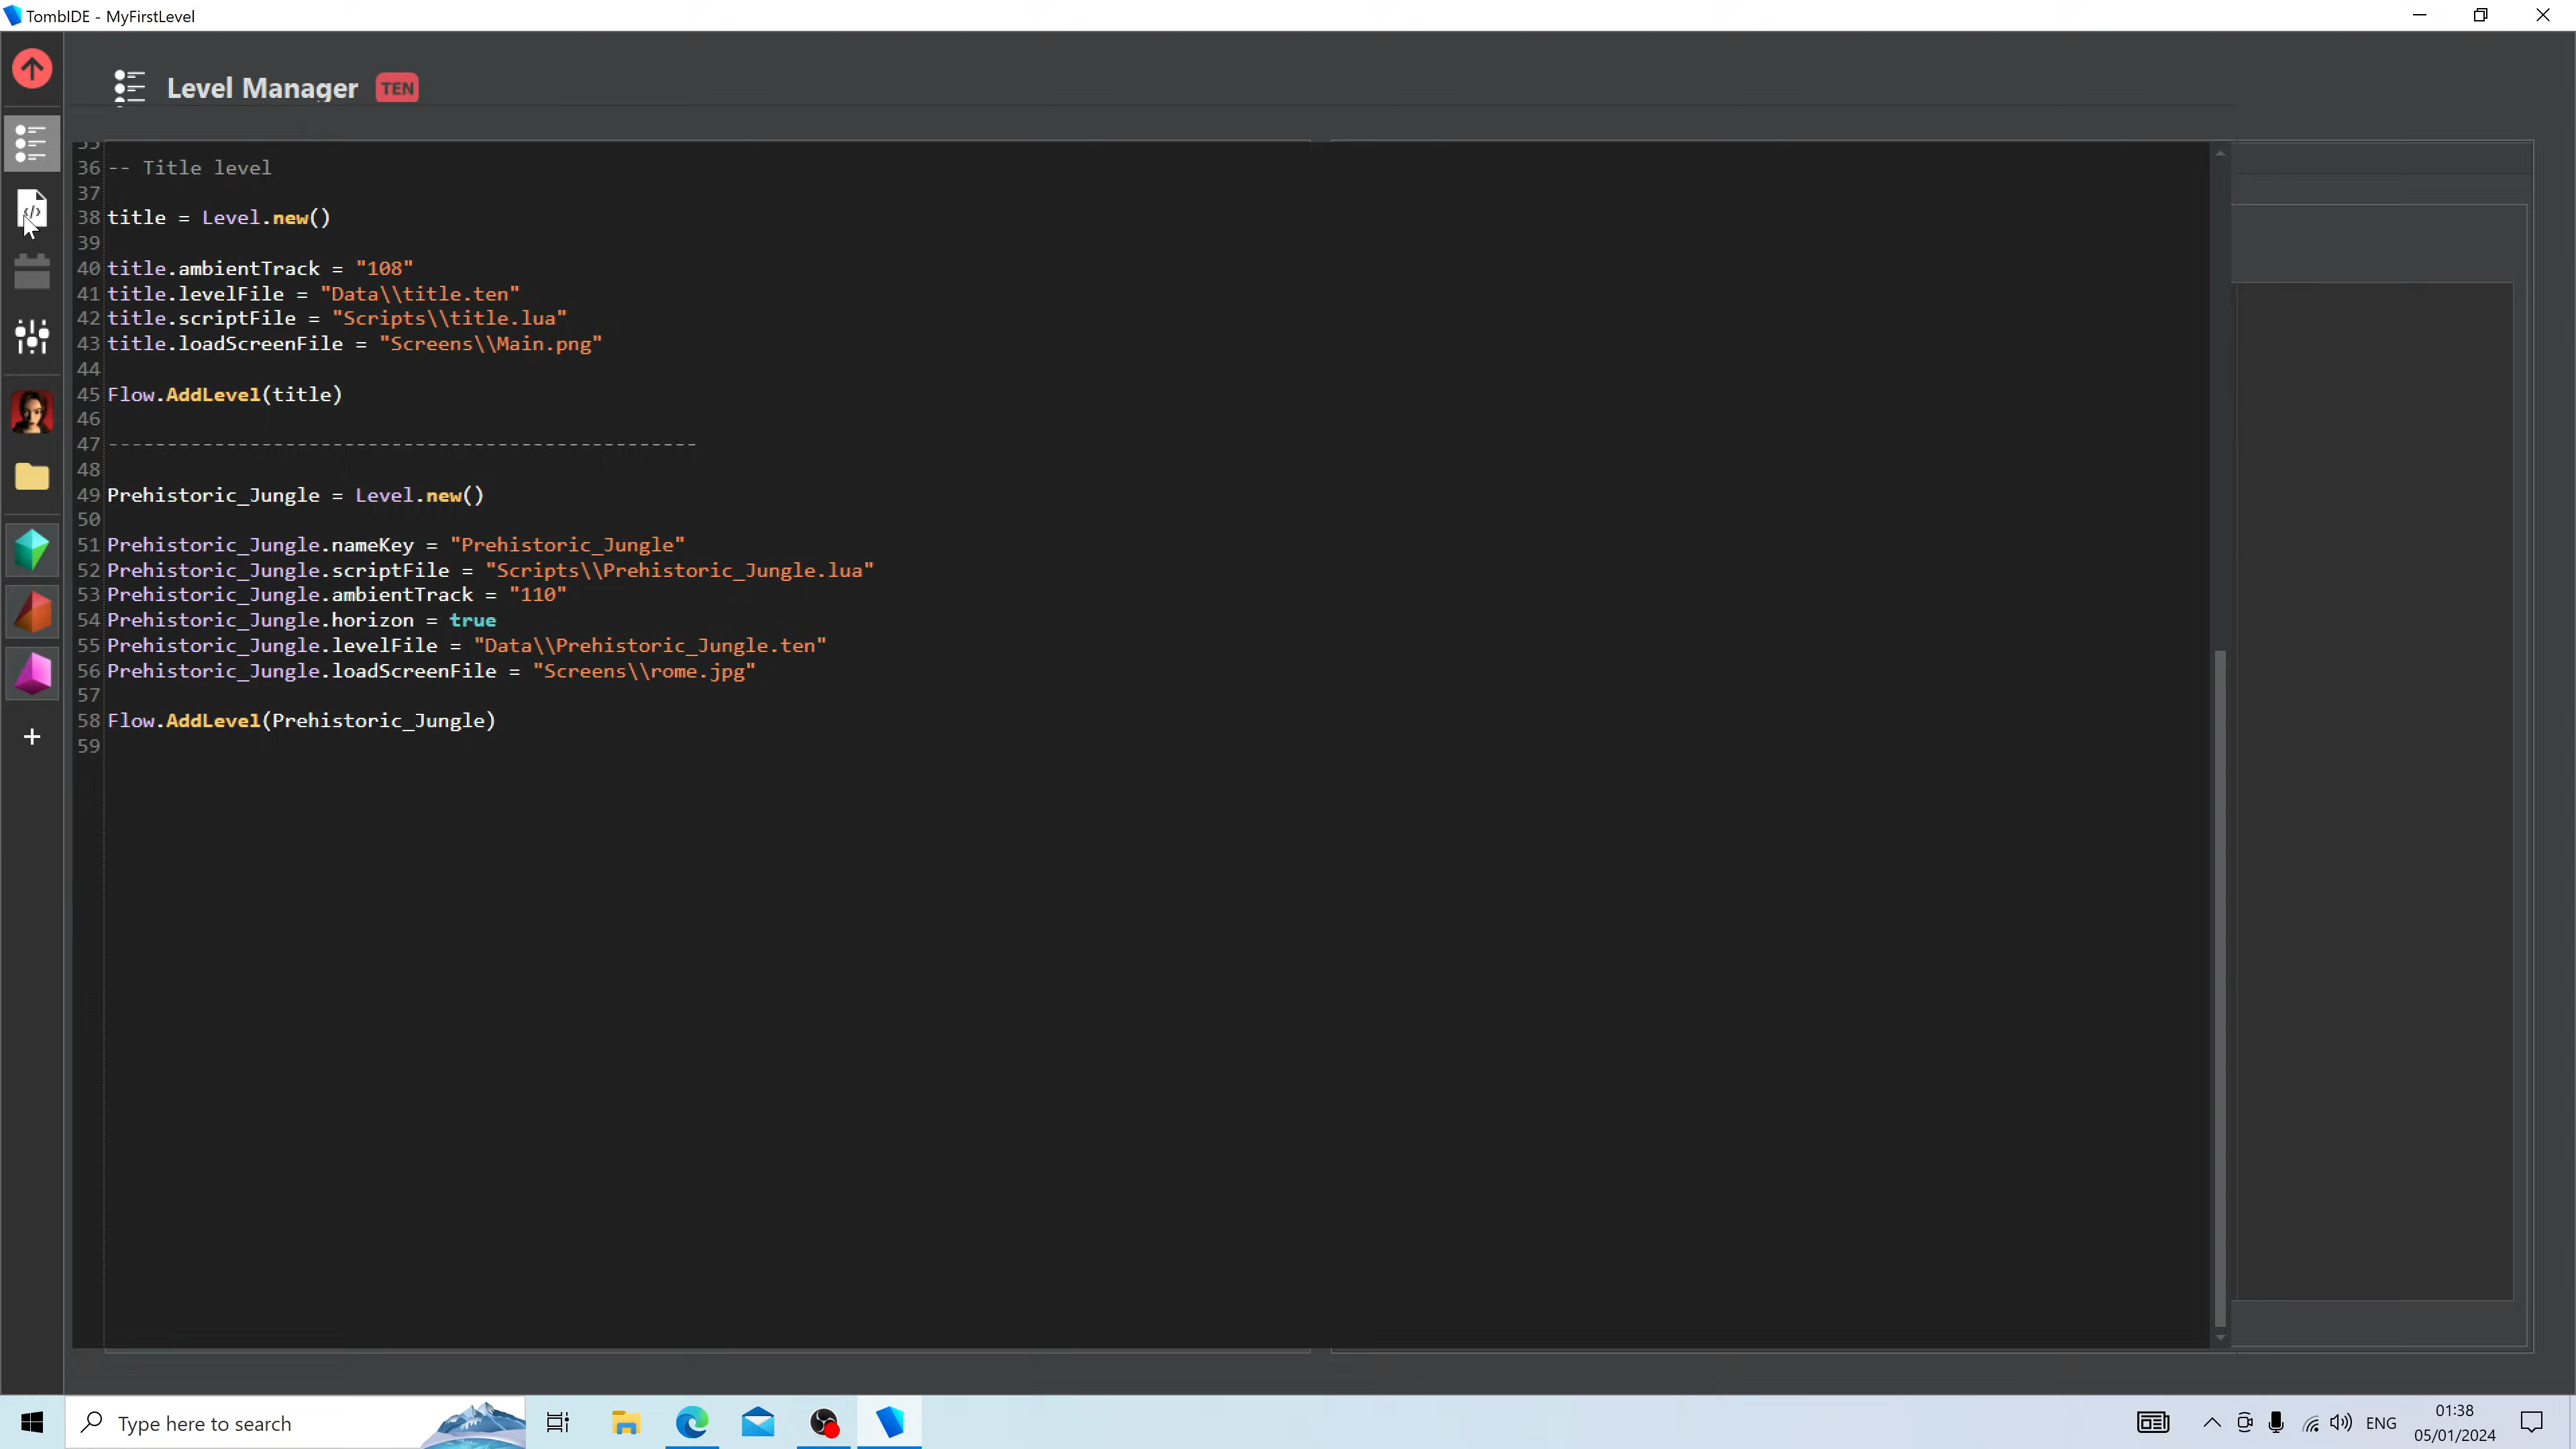 TombIDE - MyFirstLevel
Level Manager TEN
36 -- Title level
37
38 title = Level.new()
39
40 title.ambientTrack = "108"
41 title.levelFile = "Data\\title.ten"
42 title.scriptFile = "Scripts\\title.lua"
43 title.loadScreenFile = "Screens\\Main.png"
44
45 Flow.AddLevel(title)
46
47 --------------------------------------------------
48
49 Prehistoric_Jungle = Level.new()
50
51 Prehistoric_Jungle.nameKey = "Prehistoric_Jungle"
52 Prehistoric_Jungle.scriptFile = "Scripts\\Prehistoric_Jungle.lua"
53 Prehistoric_Jungle.ambientTrack = "110"
54 Prehistoric_Jungle.horizon = true
55 Prehistoric_Jungle.levelFile = "Data\\Prehistoric_Jungle.ten"
56 Prehistoric_Jungle.loadScreenFile = "Screens\\rome.jpg"
57
58 Flow.AddLevel(Prehistoric_Jungle)
59
Type here to search
ENG
01:38
05/01/2024